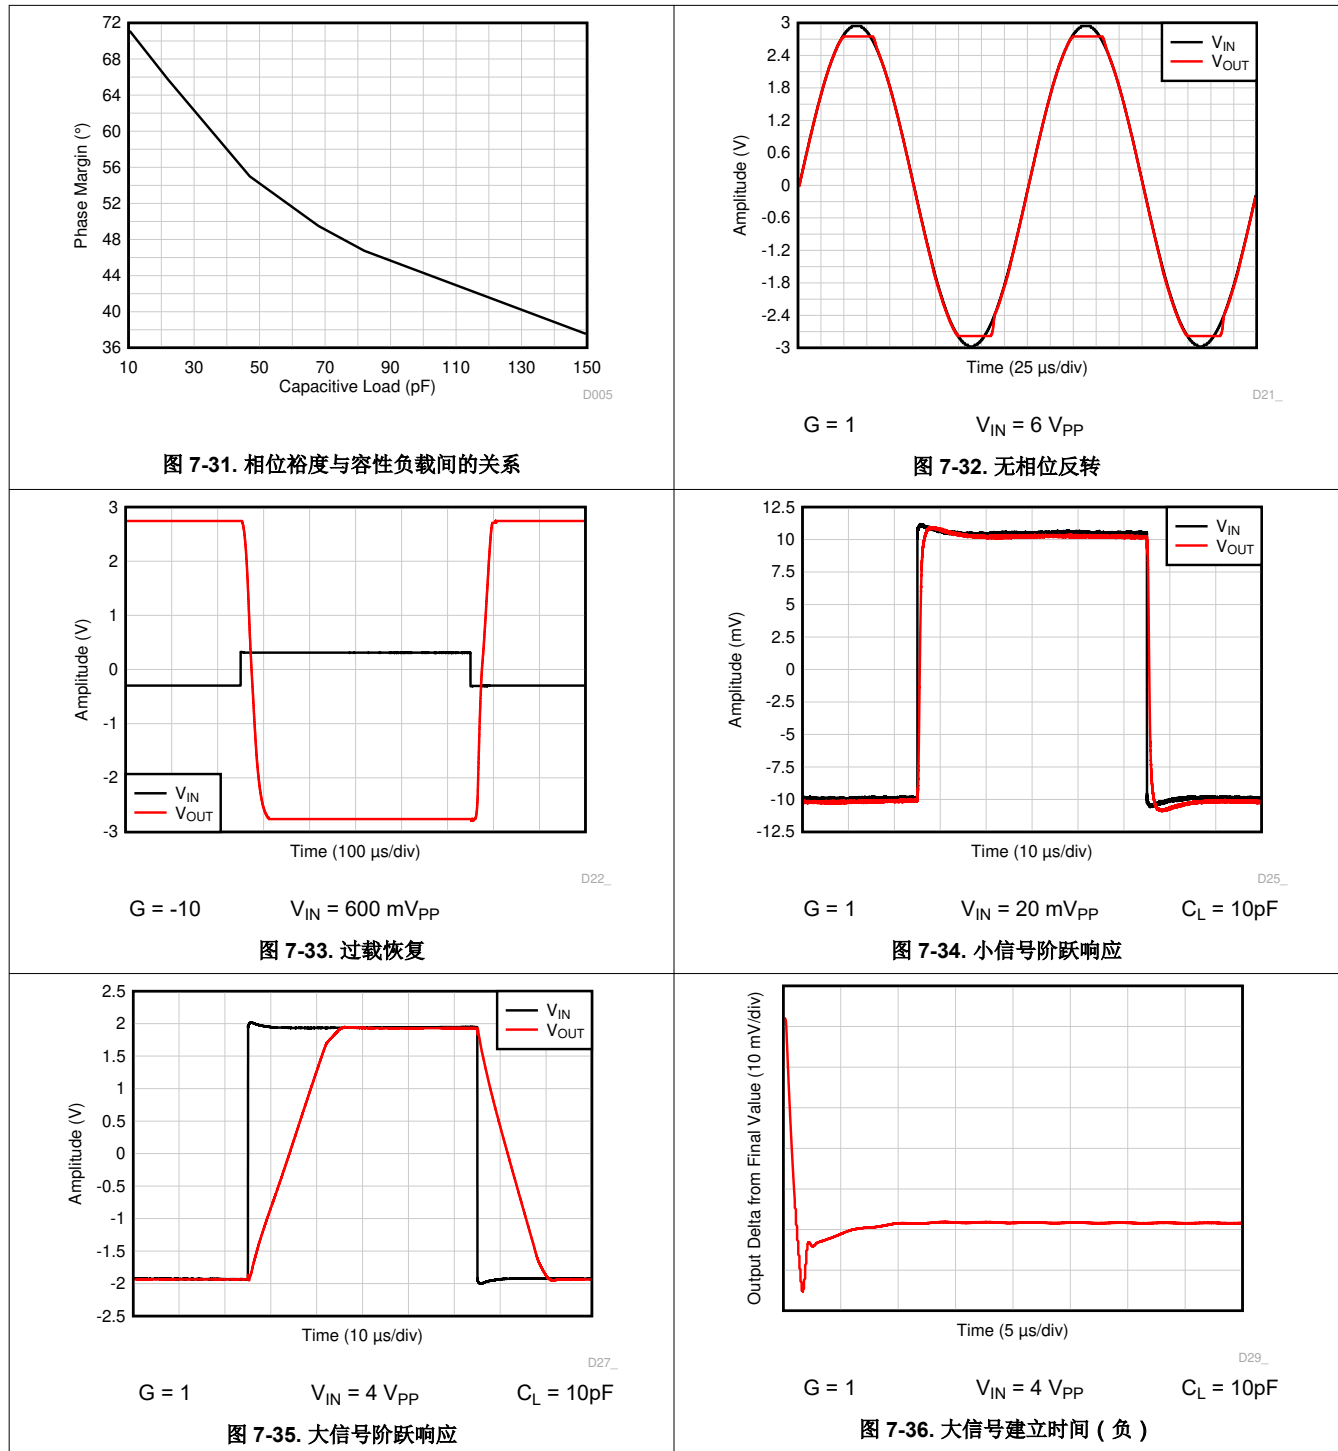 72
68
64
60
56
52
48
44
40
36
Phase Margin (°)
10 30 50 70 90 110 130 150
Capacitive Load (pF)
D005
图 7-31. 相位裕度与容性负载间的关系
3
2.4
1.8
1.2
0.6
0
-0.6
-1.2
-1.8
-2.4
-3
Amplitude (V)
VIN
VOUT
Time (25 µs/div)
D21_
G = 1 VIN = 6 VPP
图 7-32. 无相位反转
3
2
1
0
-1
-2
-3
Amplitude (V)
VIN
VOUT
Time (100 µs/div)
D22_
G = -10 VIN = 600 mVPP
图 7-33. 过载恢复
12.5
10
7.5
5
2.5
0
-2.5
-5
-7.5
-10
-12.5
Amplitude (mV)
VIN
VOUT
Time (10 µs/div)
D25_
G = 1 VIN = 20 mVPP CL = 10pF
图 7-34. 小信号阶跃响应
2.5
2
1.5
1
0.5
0
-0.5
-1
-1.5
-2
-2.5
Amplitude (V)
VIN
VOUT
Time (10 µs/div)
D27_
G = 1 VIN = 4 VPP CL = 10pF
图 7-35. 大信号阶跃响应
Output Delta from Final Value (10 mV/div)
Time (5 µs/div)
D29_
G = 1 VIN = 4 VPP CL = 10pF
图 7-36. 大信号建立时间（负）